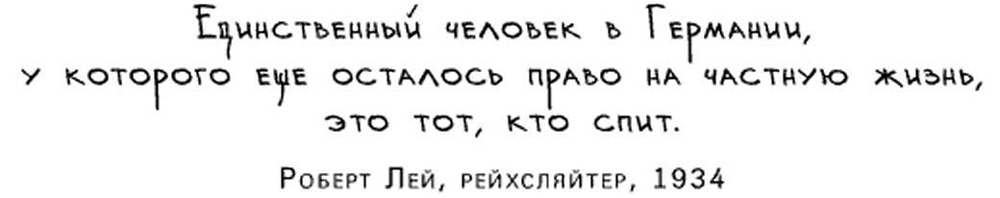 Единственный человек в Германии,
у которого еще осталось право на частную жизнь,
это тот, кто спит.
Роберт Лей, рейхсляйтер, 1934